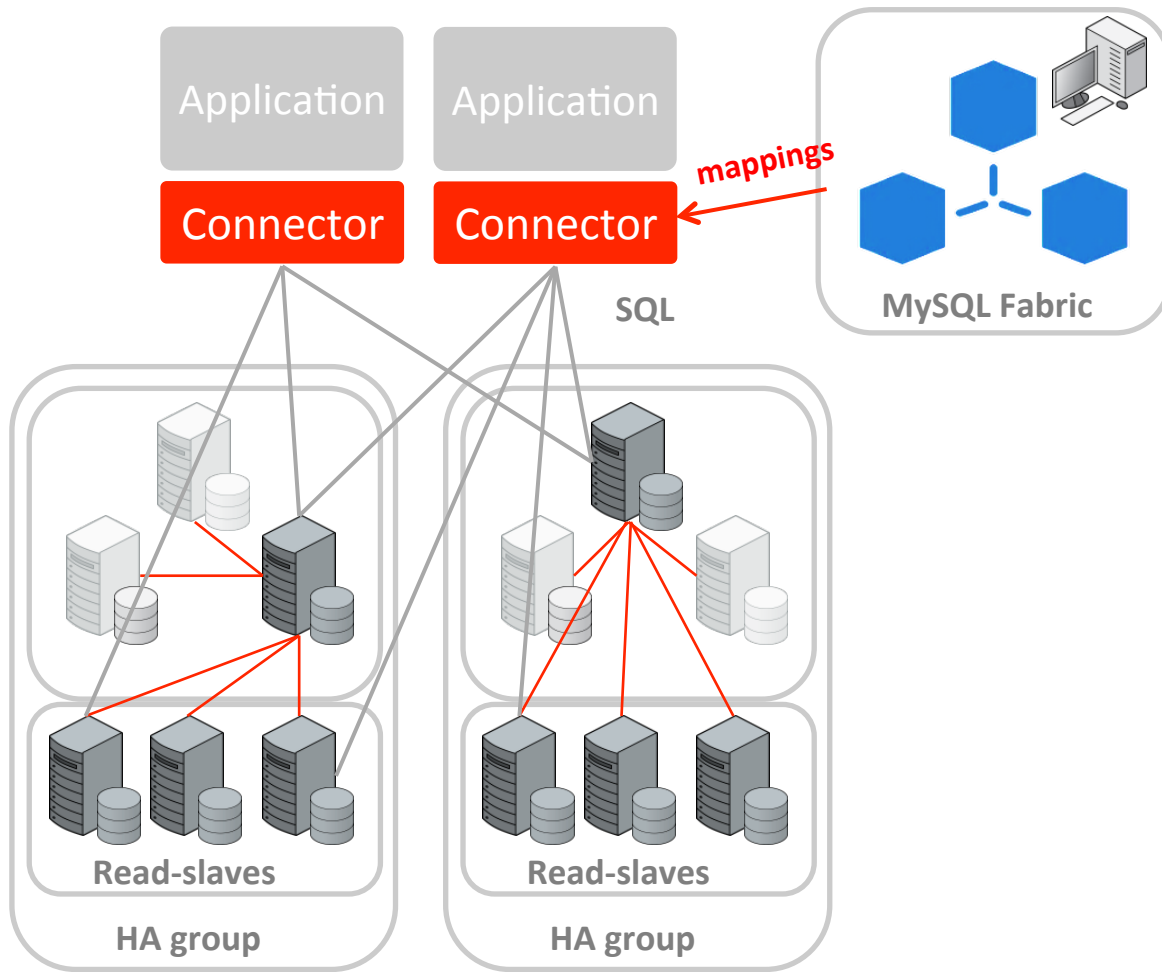 Application
Application
mappings
Connector
Connector
SQL
MySQL Fabric
Read-slaves
Read-slaves
HA group
HA group